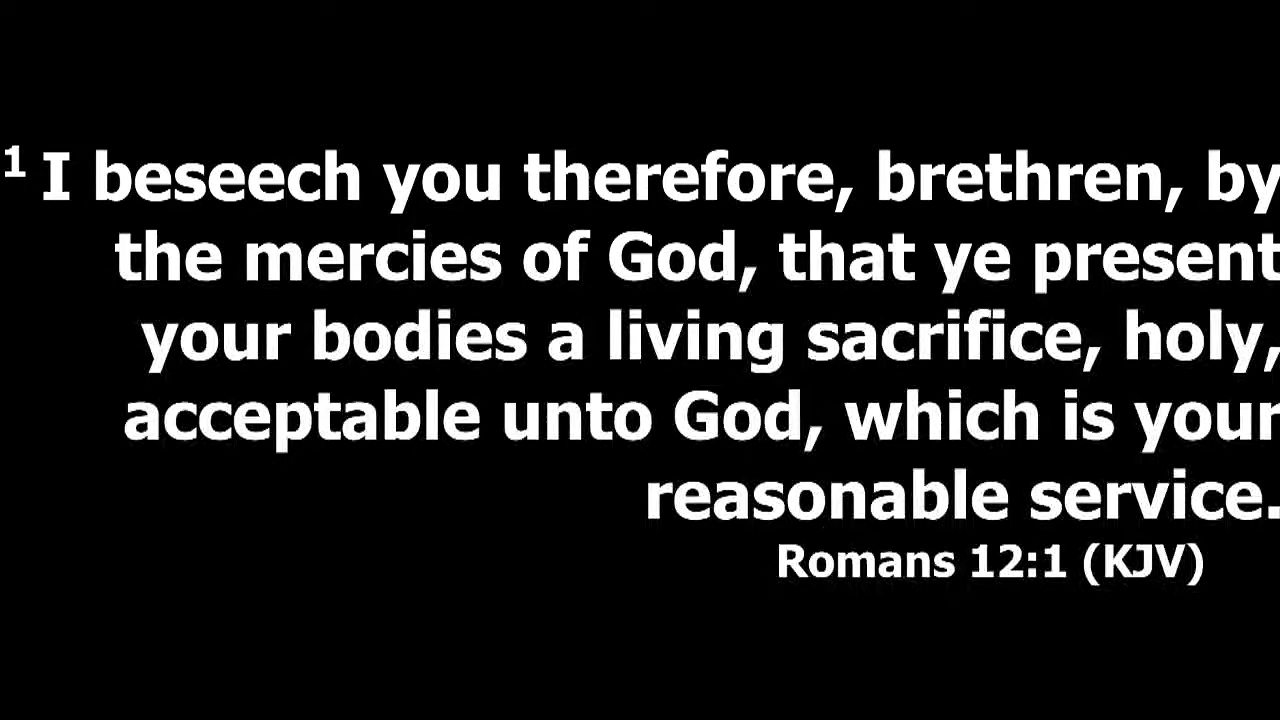 1 I beseech you therefore, brethren, by
the mercies of God, that ye present
your bodies a living sacrifice, holy,
acceptable unto God, which is your
reasonable service.
Romans 12:1 (KJV)